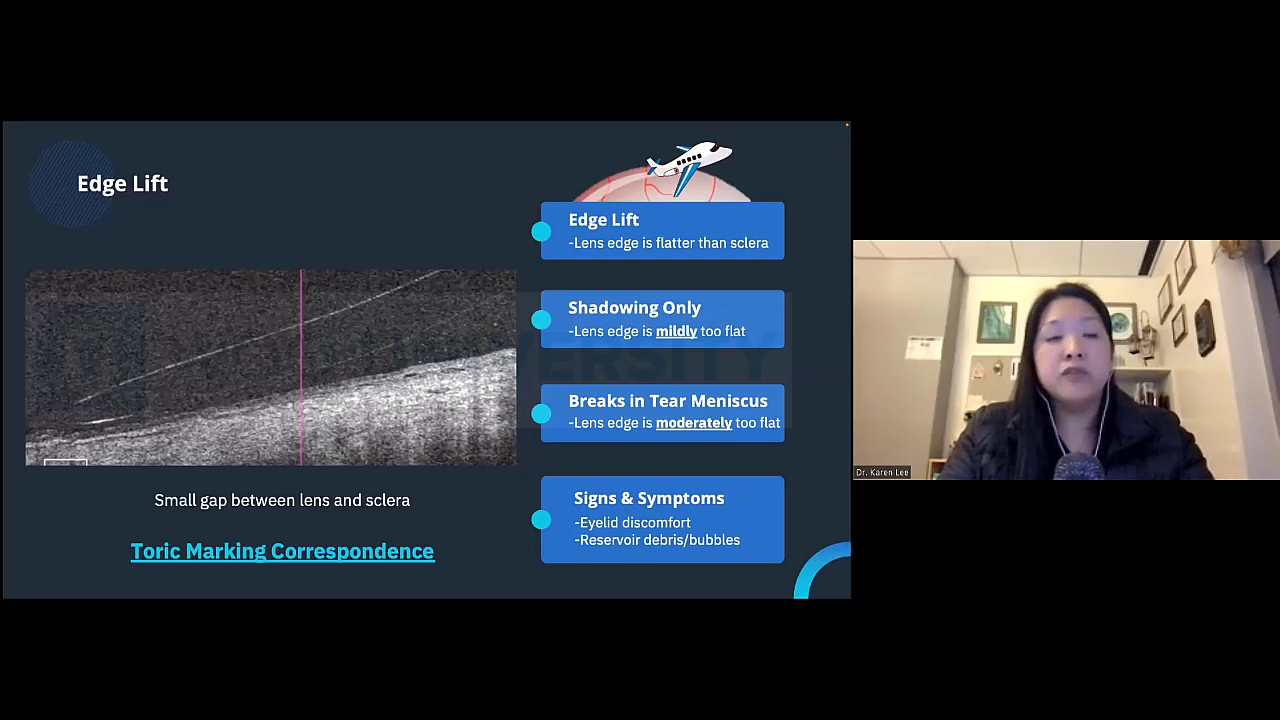 Edge Lift
Small gap between lens and sclera
Toric Marking Correspondence
Edge Lift
-Lens edge is flatter than sclera
Shadowing Only
-Lens edge is mildly too flat
VERSITY
Breaks in Tear Meniscus
-Lens edge is moderately too flat
Signs & Symptoms
-Eyelid discomfort
-Reservoir debris/bubbles
Dr. Karen Lee